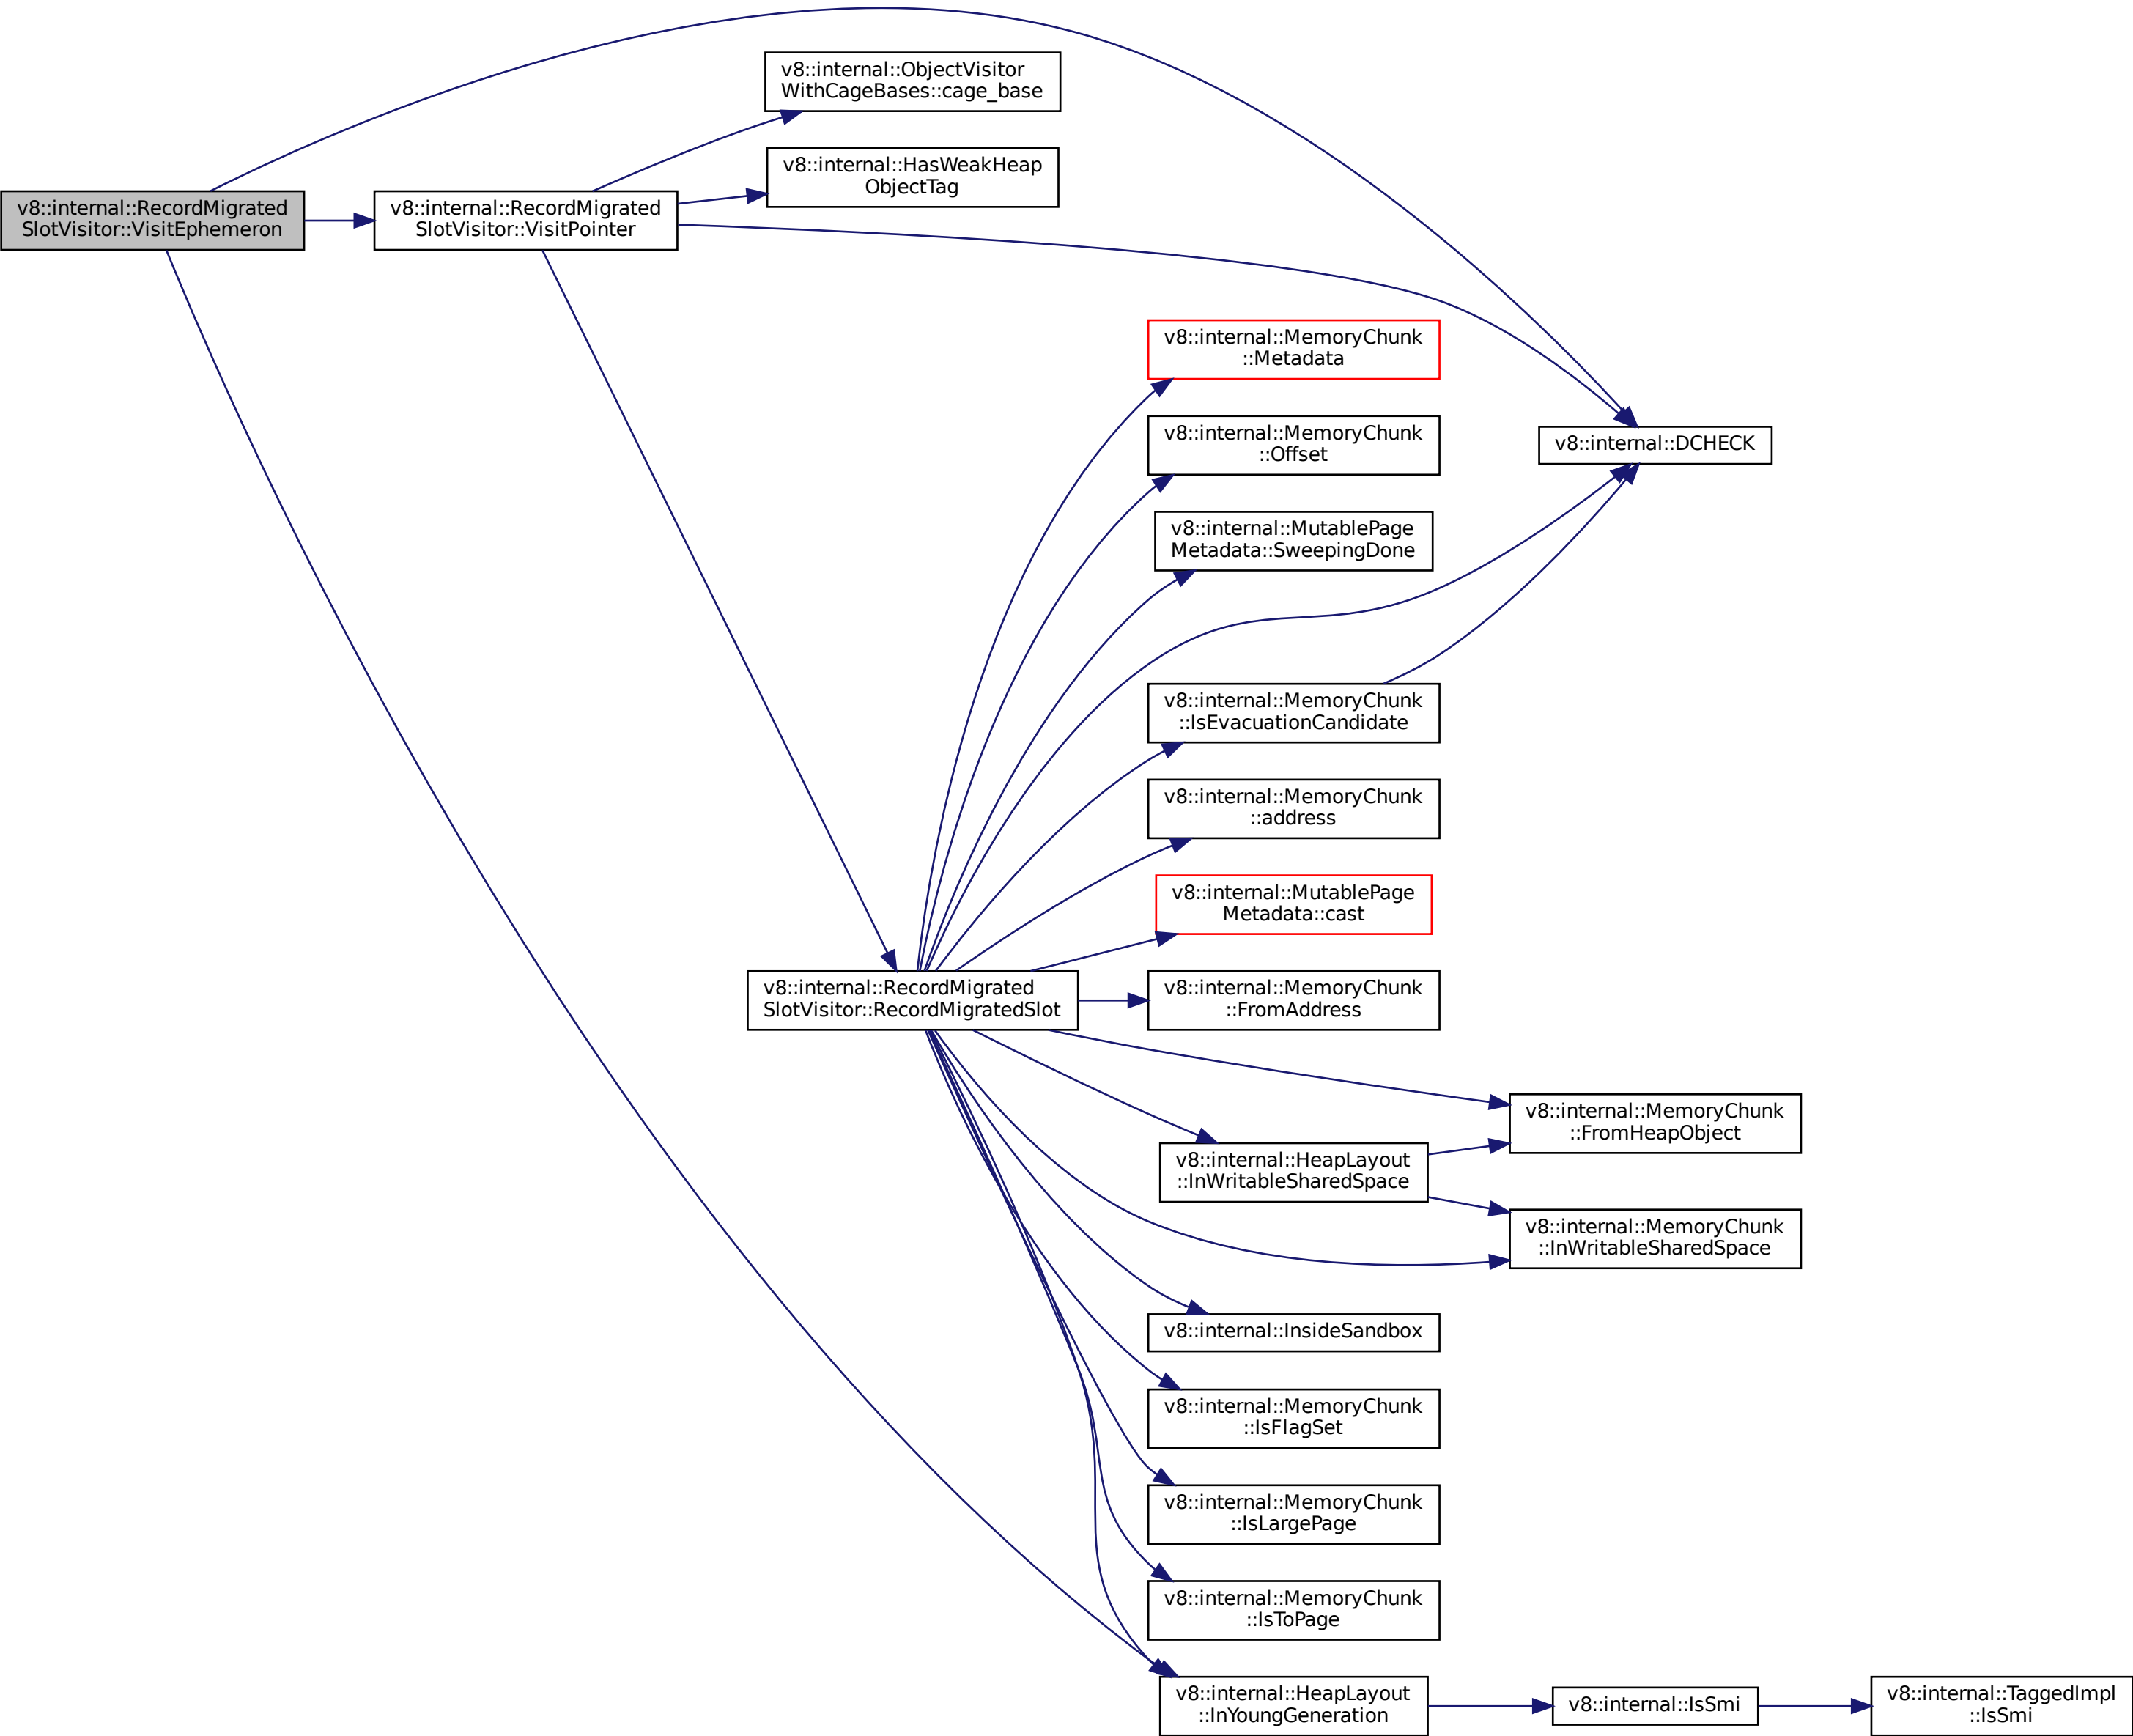 v8::internal::ObjectVisitor
WithCageBases::cage_base
v8::internal::HasWeakHeap
ObjectTag
v8::internal::RecordMigrated
SlotVisitor::VisitEphemeron
v8::internal::RecordMigrated
SlotVisitor::VisitPointer
v8::internal::MemoryChunk
::Metadata
v8::internal::MemoryChunk
::Offset
v8::internal::DCHECK
v8::internal::MutablePage
Metadata::SweepingDone
v8::internal::MemoryChunk
::IsEvacuationCandidate
v8::internal::MemoryChunk
::address
v8::internal::MutablePage
Metadata::cast
v8::internal::RecordMigrated
SlotVisitor::RecordMigratedSlot
v8::internal::MemoryChunk
::FromAddress
v8::internal::MemoryChunk
::FromHeapObject
v8::internal::HeapLayout
::InWritableSharedSpace
v8::internal::MemoryChunk
::InWritableSharedSpace
v8::internal::InsideSandbox
v8::internal::MemoryChunk
::IsFlagSet
v8::internal::MemoryChunk
::IsLargePage
v8::internal::MemoryChunk
::IsToPage
v8::internal::HeapLayout
::InYoungGeneration
v8::internal::IsSmi
v8::internal::TaggedImpl
::IsSmi